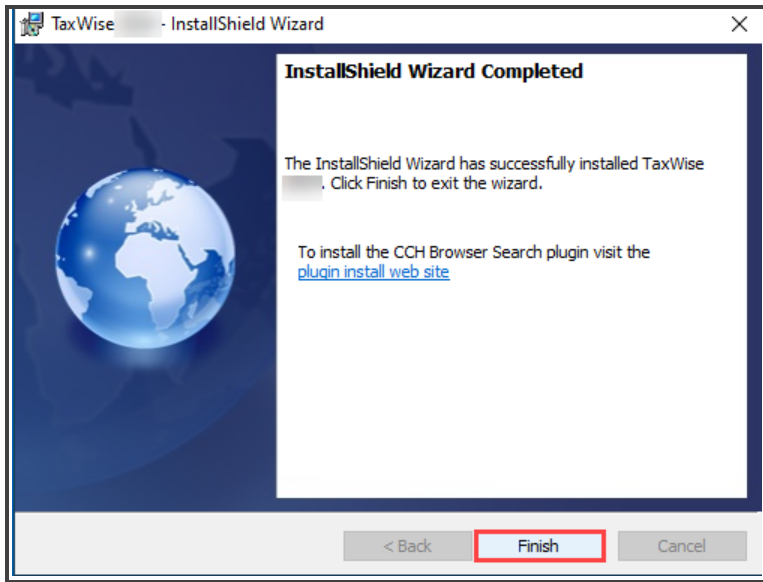 TaxWise - InstallShield Wizard
InstallShield Wizard Completed
The InstallShield Wizard has successfully installed TaxWise
. Click Finish to exit the wizard.
To install the CCH Browser Search plugin visit the
plugin install web site
< Back Finish Cancel